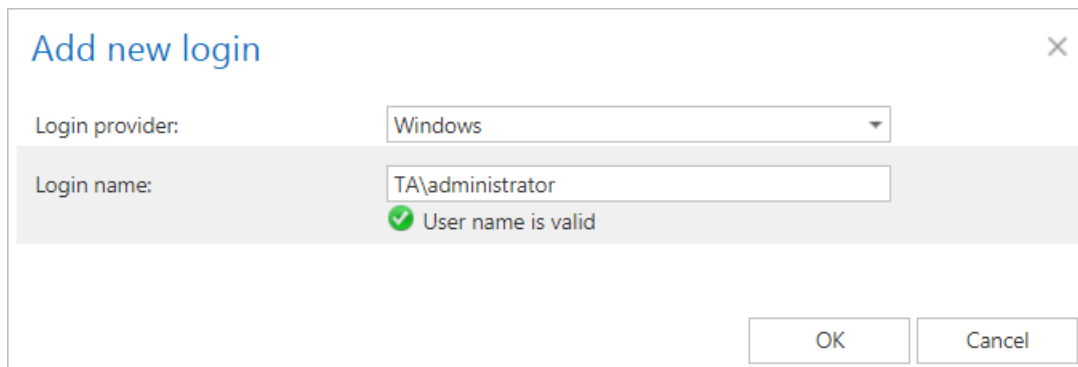 Add new login
Login provider: Windows
Login name: TA\administrator
User name is valid
OK Cancel